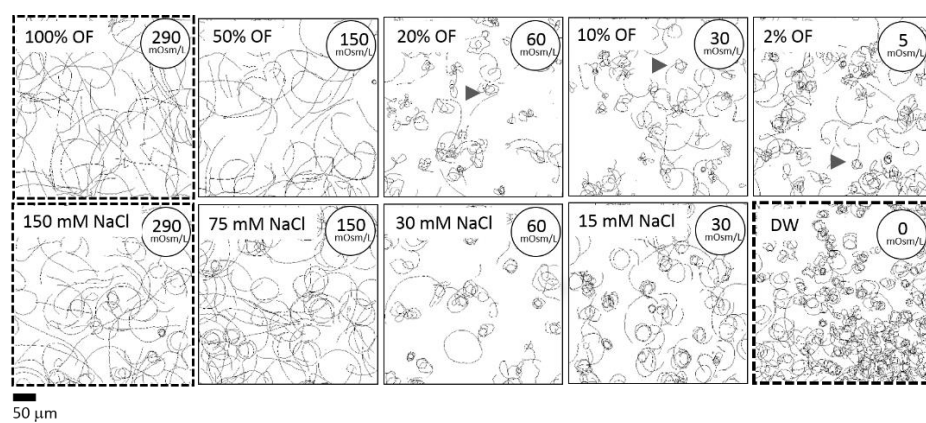 100% OF 290 mOsm/L
50% OF 150 mOsm/L
20% OF 60 mOsm/L
10% OF 30 mOsm/L
2% OF 5 mOsm/L
150 mM NaCl 290 mOsm/L
75 mM NaCl 150 mOsm/L
30 mM NaCl 60 mOsm/L
15 mM NaCl 30 mOsm/L
DW 0 mOsm/L
50 μm